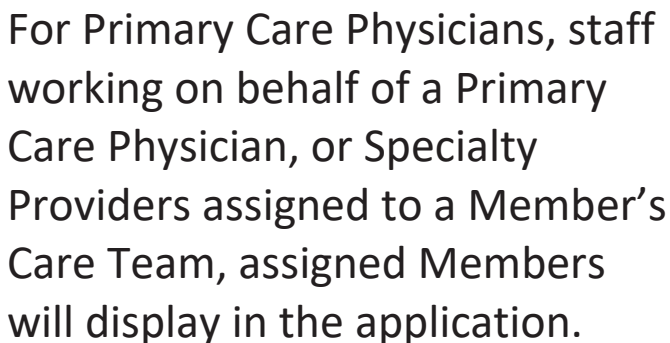 For Primary Care Physicians, staff
working on behalf of a Primary
Care Physician, or Specialty
Providers assigned to a Member’s
Care Team, assigned Members
will display in the application.